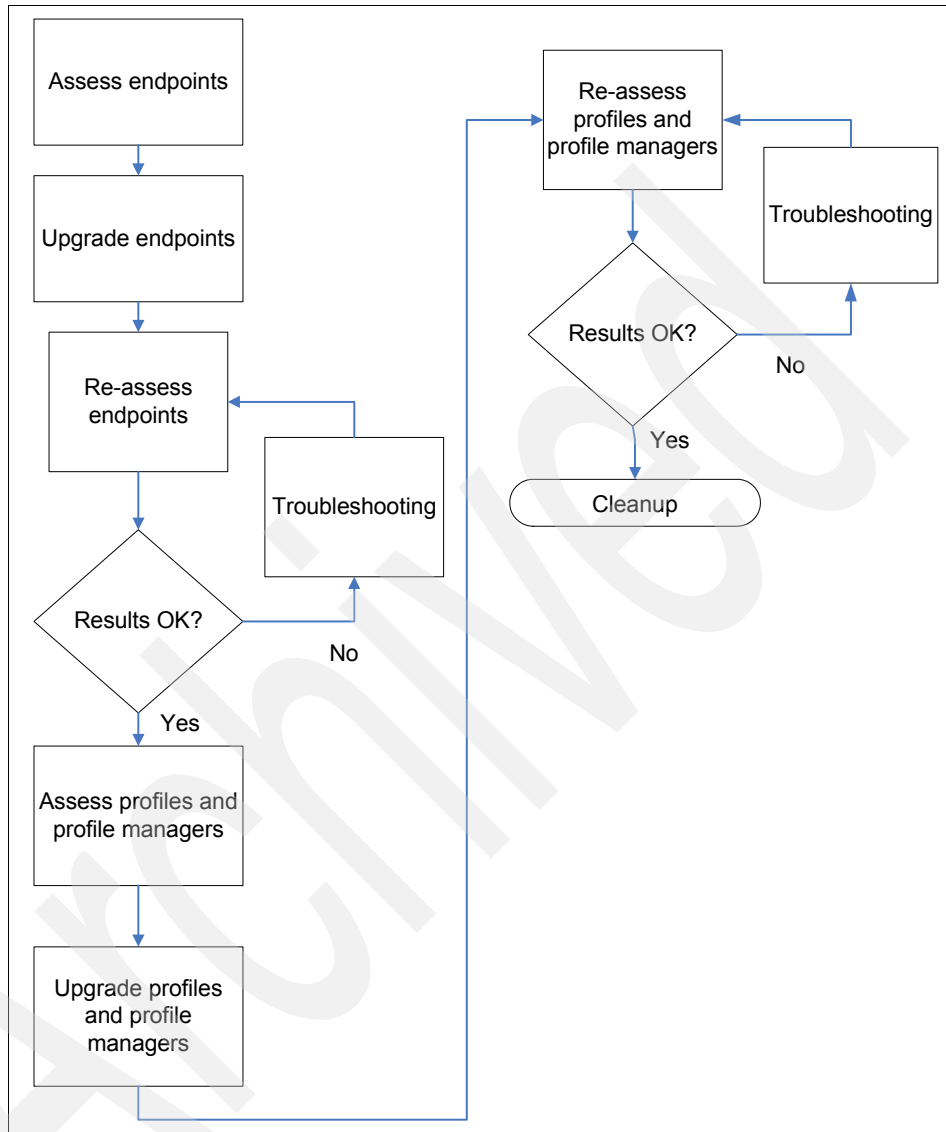 Assess endpoints
Upgrade endpoints
Re-assess
endpoints
Troubleshooting
Results OK?
No
Yes
Assess profiles and
profile managers
Upgrade profiles
and profile
managers
Re-assess
profiles and
profile managers
Troubleshooting
Results OK?
No
Yes
Cleanup
Archived